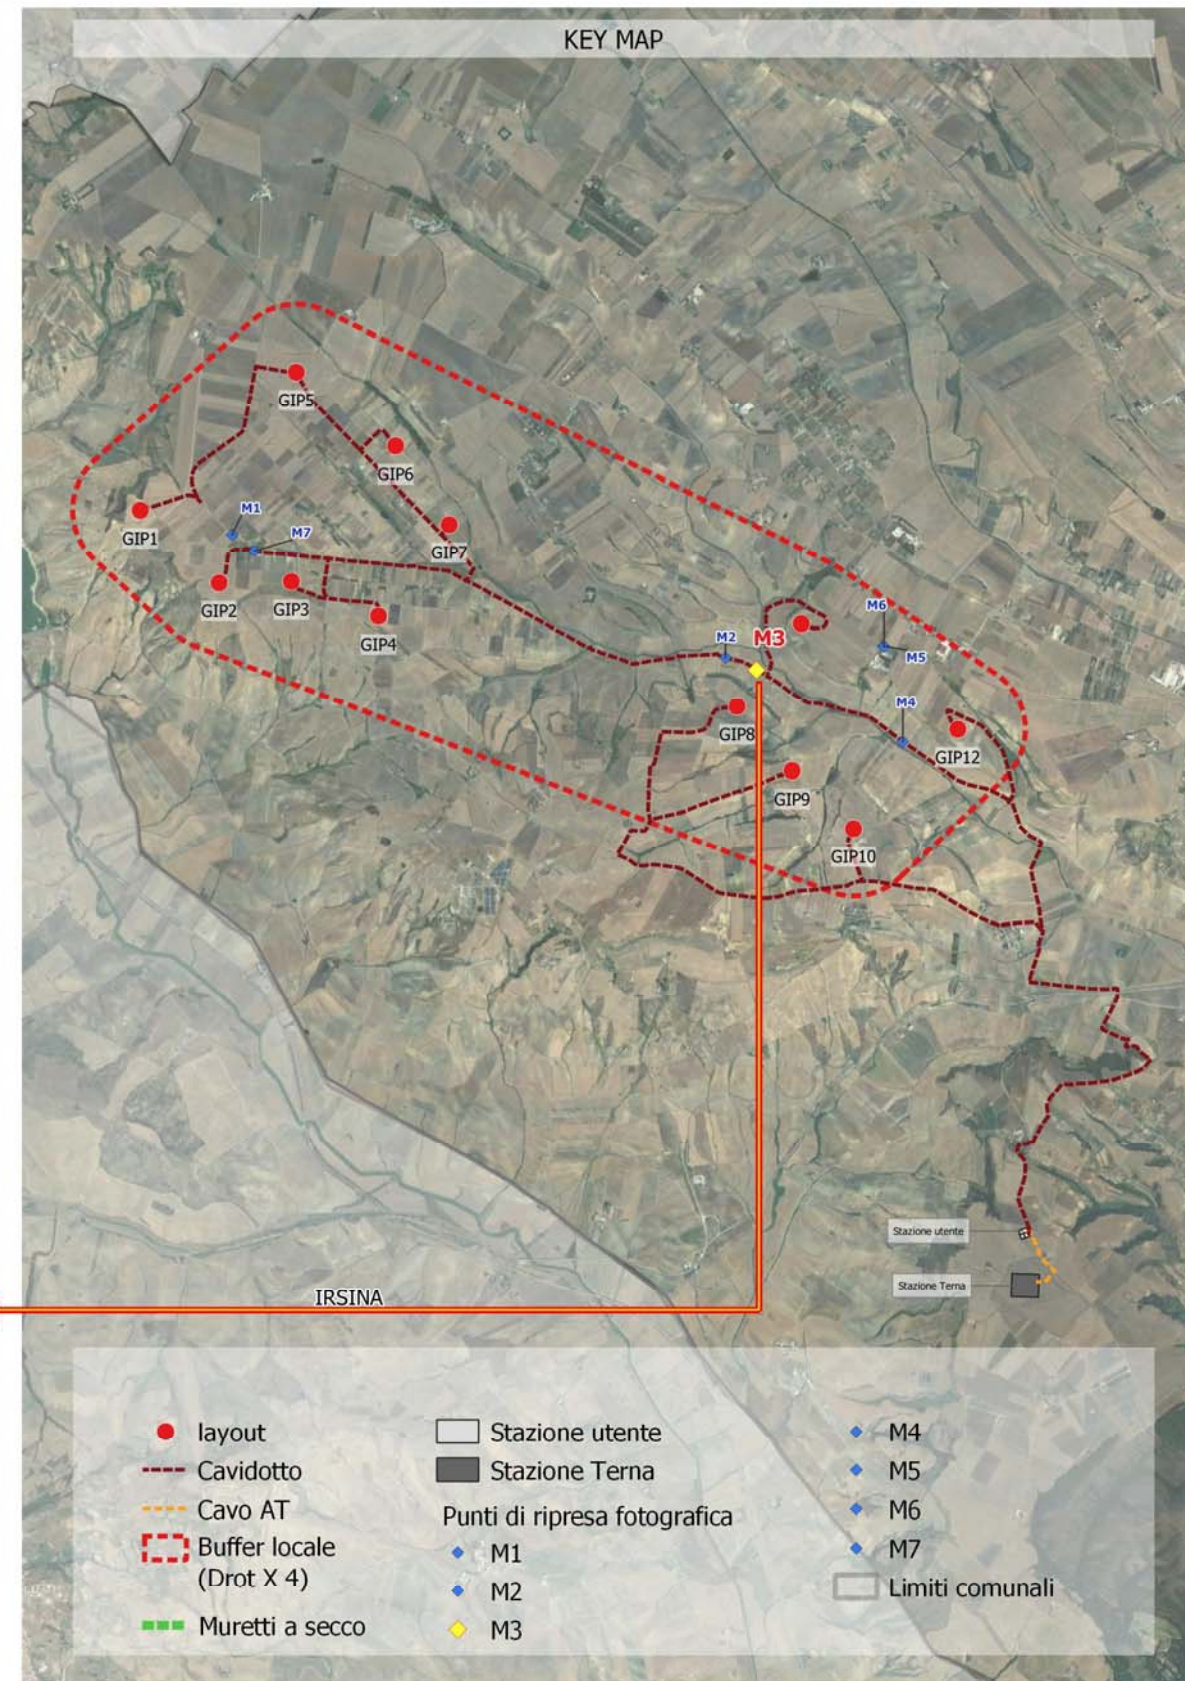 KEY MAP
GIP5
GIP6
GIP1
M1
M7
GIP7
GIP2
GIP3
GIP4
M6
M2
M3
M5
M4
GIP8
GIP12
GIP9
GIP10
Stazione utente
Stazione Terna
IRSINA
layout
Cavidotto
Cavo AT
Buffer locale
(Drot X 4)
Muretti a secco
Stazione utente
Stazione Terna
Punti di ripresa fotografica
M1
M2
M3
M4
M5
M6
M7
Limiti comunali